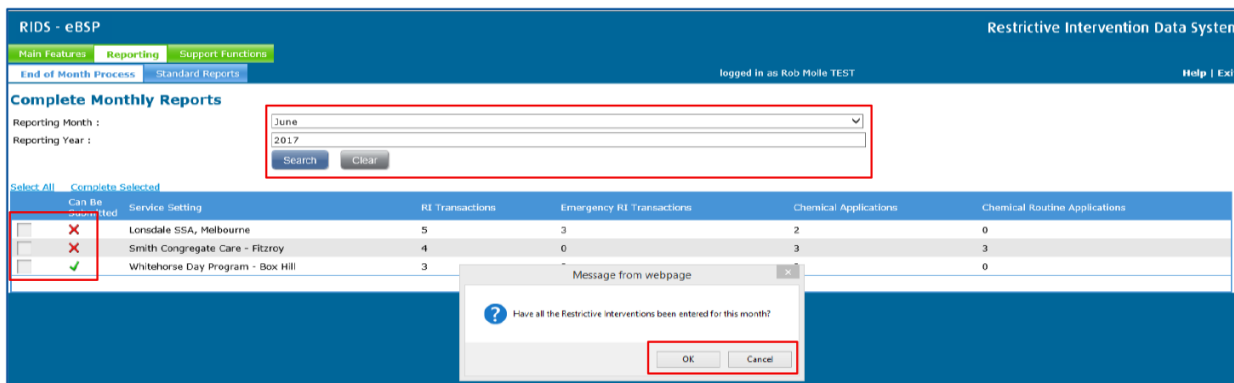 RIDS - eBSP Restrictive Intervention Data System
Main Features Reporting Support Functions
End of Month Process Standard Reports logged in as Rob Molle TEST Help |
Complete Monthly Reports
Reporting Month : June
Reporting Year : 2017
Search Clear
Select All Complete Selected
Can Be Submitted Service Setting RI Transactions Emergency RI Transactions Chemical Applications Chemical Routine Applications
Lonsdale SSA, Melbourne 5 3 2 0
Smith Congregate Care - Fitzroy 4 0 3 3
Whitehorse Day Program - Box Hill 3 0
Message from webpage
Have all the Restrictive Interventions been entered for this month?
OK Cancel